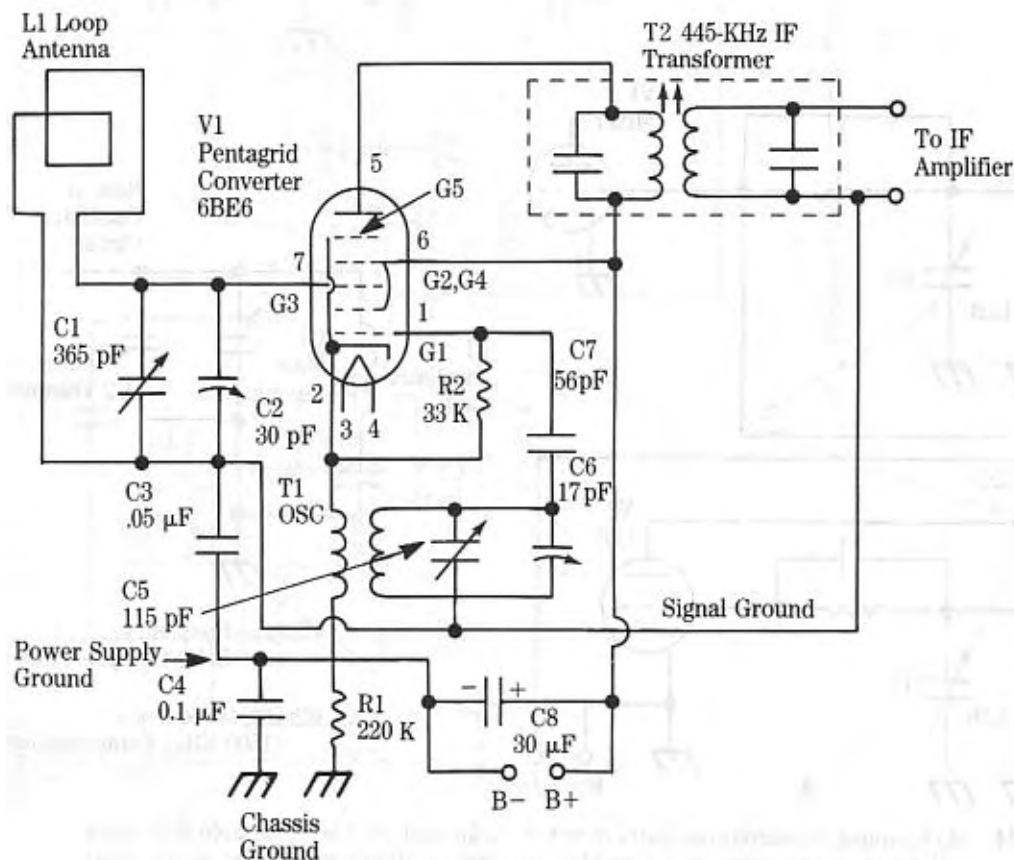 L1 Loop
Antenna
T2 445-KHz IF
Transformer
V1
Pentagrid
Converter
6BE6
5
G5
To IF
Amplifier
6
7
G2,G4
G3
1
G1
C1
365 pF
C7
56pF
R2
33 K
2
C2
30 pF
3 4
C6
17pF
C3
.05 μF
T1
OSC
C5
115 pF
Signal Ground
Power Supply
Ground
C4
0.1 μF
R1
220 K
− +
C8
30 μF
B− B+
Chassis
Ground